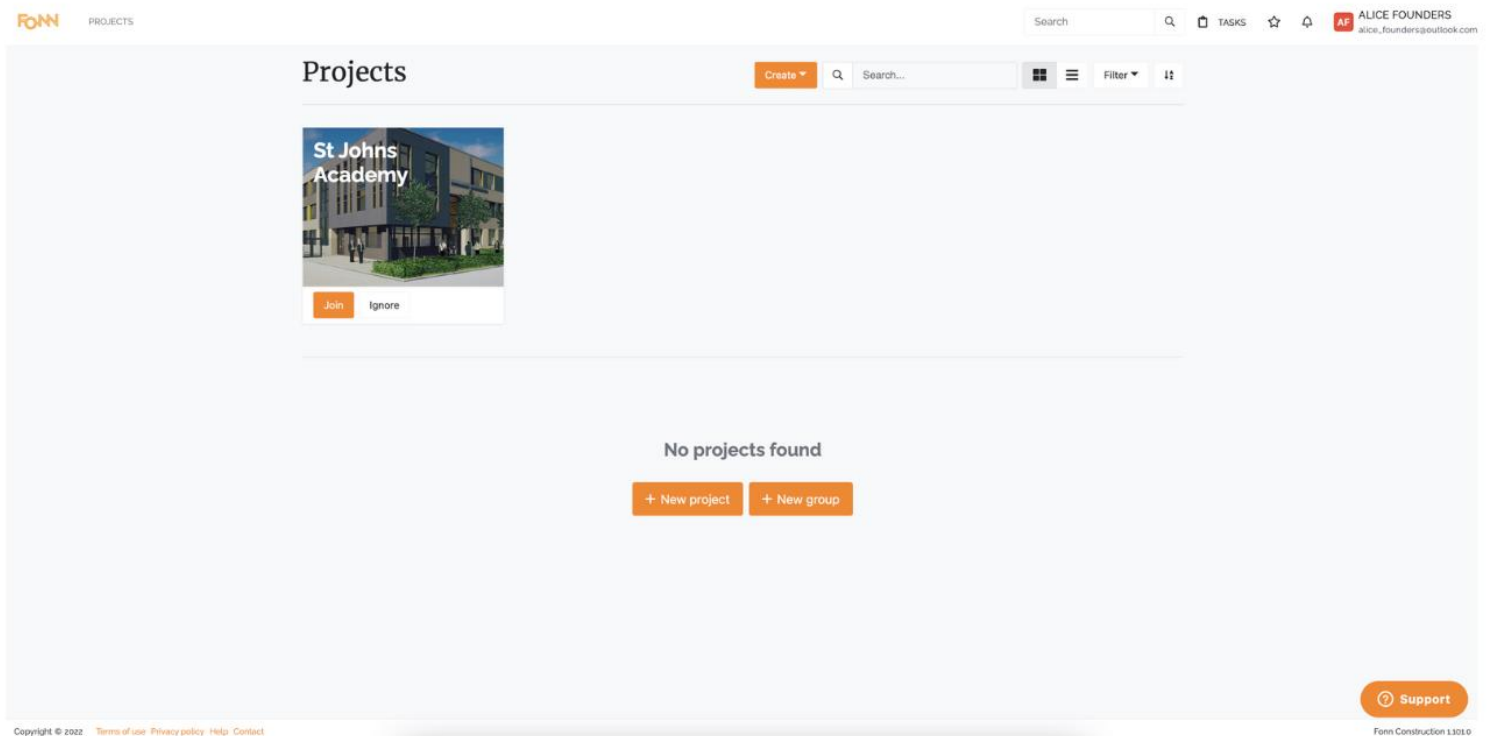 FONN
PROJECTS
Search
TASKS
AF
ALICE FOUNDERS
alice_founders@outlook.com
Projects
Create
Search...
Filter
St Johns
Academy
Join Ignore
No projects found
+ New project + New group
Support
Copyright © 2022 Terms of use Privacy policy Help Contact
Fonn Construction 1.101.0